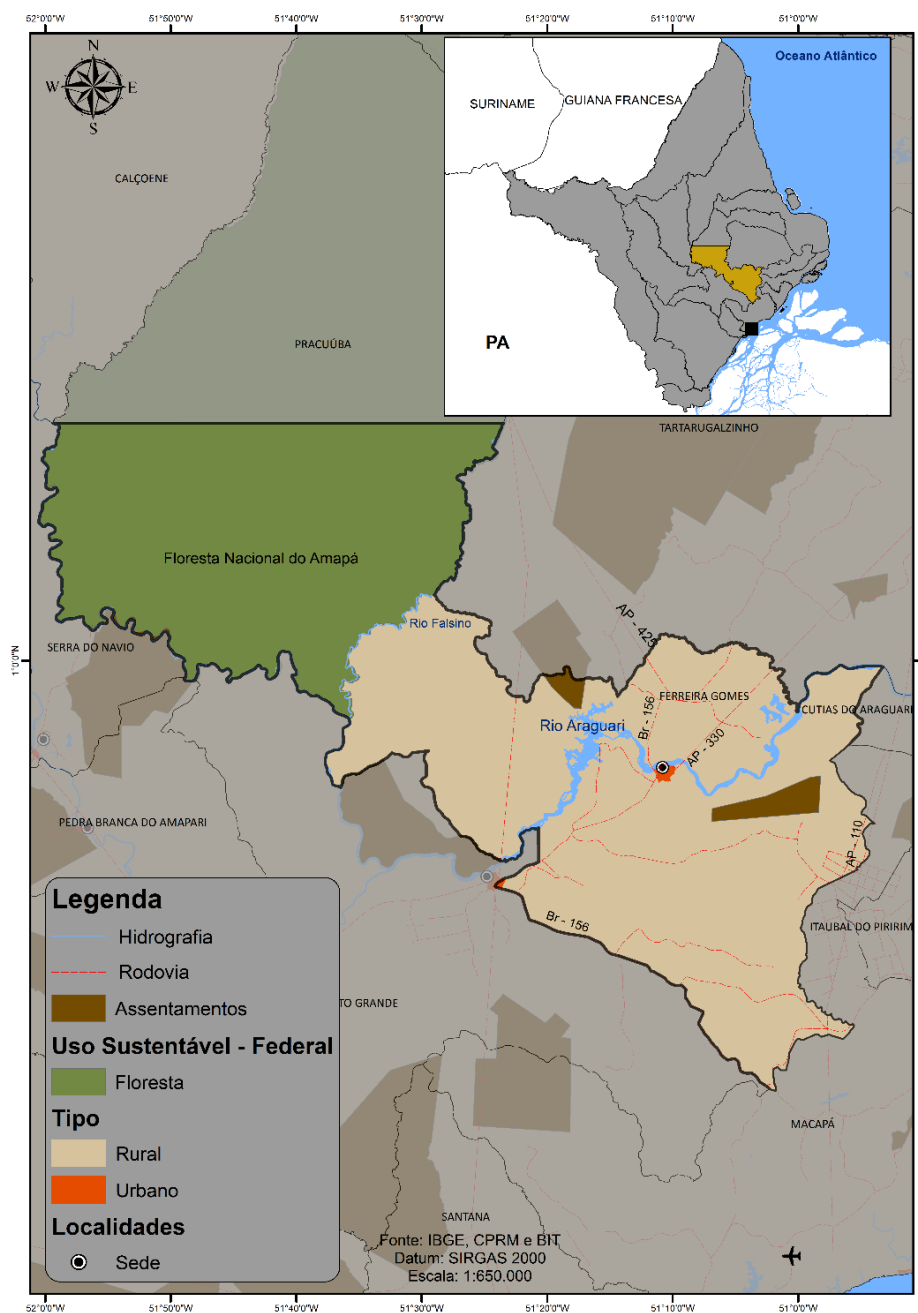 52°0'0"W 51°50'0"W 51°40'0"W 51°30'0"W 51°20'0"W 51°10'0"W 51°0'0"W
N
W E
S
Oceano Atlântico
SURINAME
GUIANA FRANCESA
PA
CALÇOENE
PRACUÚBA
TARTARUGALZINHO
Floresta Nacional do Amapá
AP - 425
Rio Falsino
SERRA DO NAVIO
1°0'0"N
1°0'0"N
FERREIRA GOMES
CUTIAS DO ARAGUARI
Br - 156
Rio Araguari
AP - 330
PEDRA BRANCA DO AMAPARI
AP - 110
Br - 156
ITAUBAL DO PIRIRIM
TO GRANDE
MACAPÁ
SANTANA
Legenda
Hidrografia
Rodovia
Assentamentos
Uso Sustentável - Federal
Floresta
Tipo
Rural
Urbano
Localidades
Sede
Fonte: IBGE, CPRM e BIT
Datum: SIRGAS 2000
Escala: 1:650.000
52°0'0"W 51°50'0"W 51°40'0"W 51°30'0"W 51°20'0"W 51°10'0"W 51°0'0"W